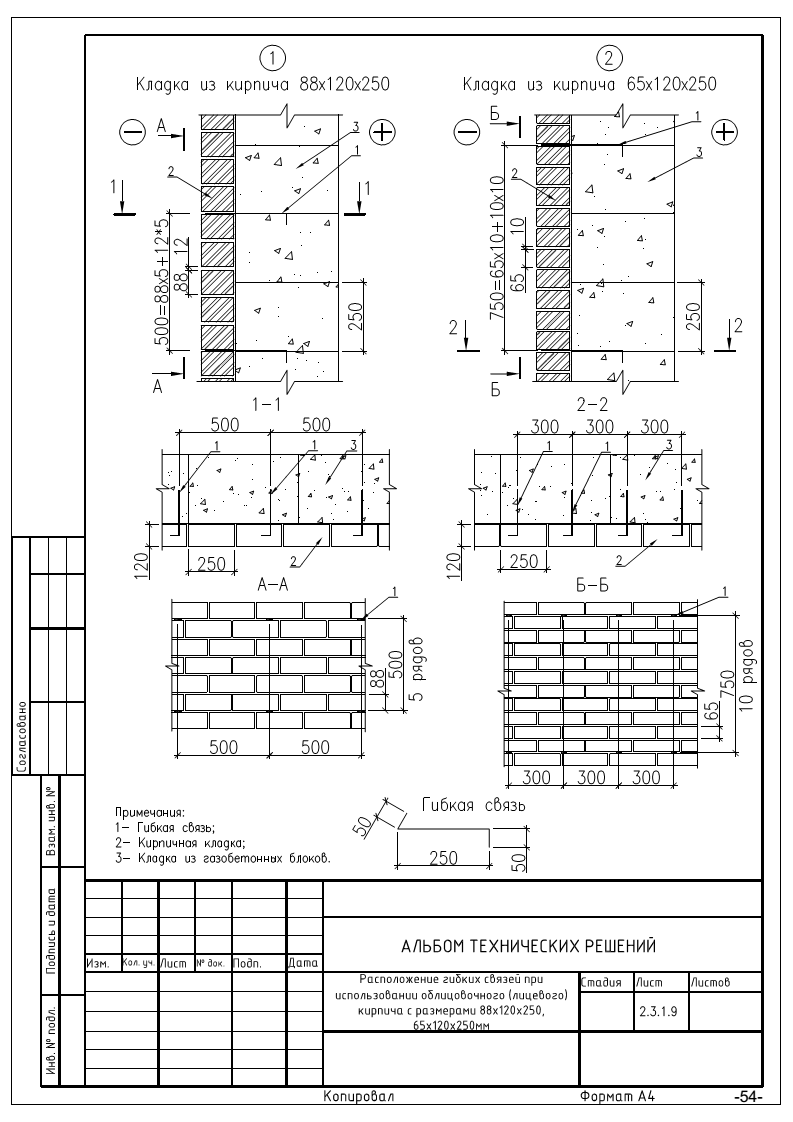 1
Кладка из кирпича 88х120х250
2
Кладка из кирпича 65х120х250
−
А
3
+
1
2
1
1
500=88х5+12*5
12
88
250
А
−
Б
1
+
3
2
750=65х10+10х10
10
65
250
2
2
Б
1-1
500
500
1
1
3
120
250
2
2-2
300
300
300
1
1
3
120
250
2
А-А
1
500
88
5 рядов
500
500
Б-Б
1
750
65
10 рядов
300
300
300
Примечания:
1- Гибкая связь;
2- Кирпичная кладка;
3- Кладка из газобетонных блоков.
Гибкая связь
50
250
50
Согласовано
Взам. инв. №
Подпись и дата
Инв. № подл.
АЛЬБОМ ТЕХНИЧЕСКИХ РЕШЕНИЙ
Изм.
Кол. уч.
Лист
№ док.
Подп.
Дата
Расположение гибких связей при
использовании облицовочного (лицевого)
кирпича с размерами 88х120х250,
65х120х250мм
Стадия
Лист
Листов
2.3.1.9
Копировал
Формат А4
-54-